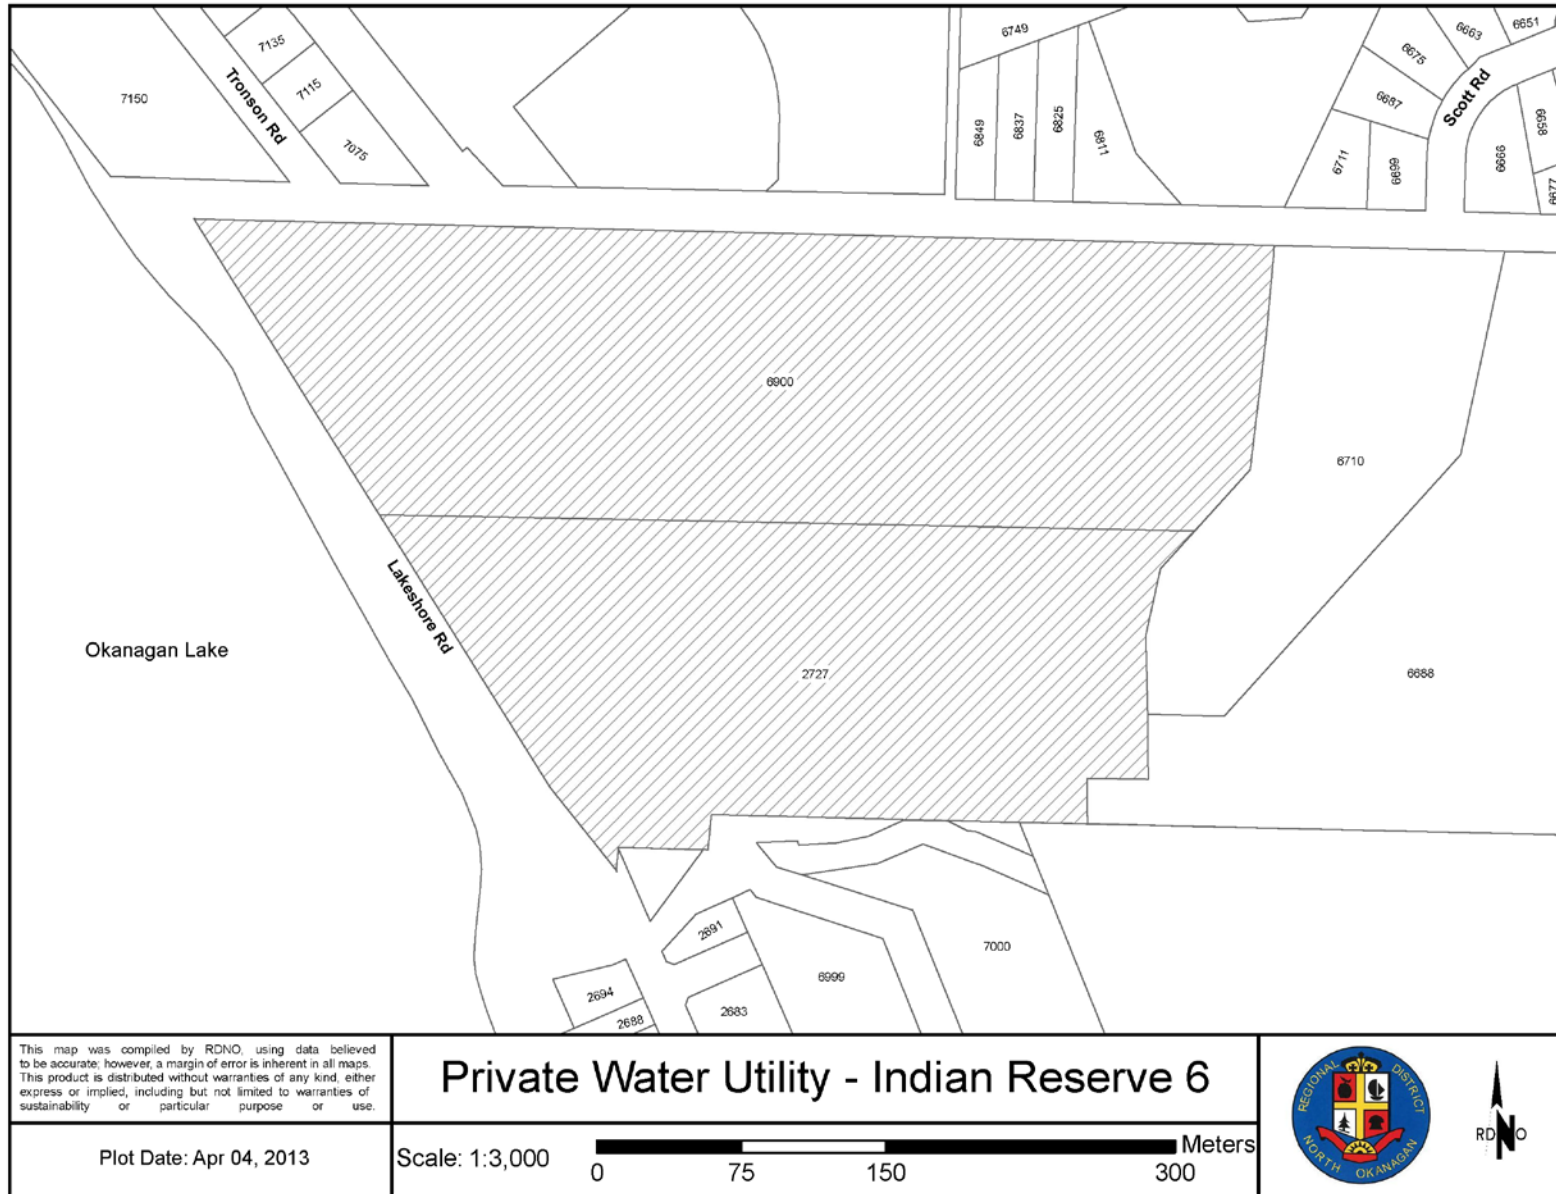 6749
6663
6651
7135
6675
7150
7115
Tronson Rd
6687
Scott Rd
6849
6837
6825
6811
6658
7075
6711
6699
6666
6677
6900
6710
Lakeshore Rd
Okanagan Lake
2727
6688
2691
7000
6999
2694
2683
2688
This map was compiled by RDNO, using data believed
to be accurate; however, a margin of error is inherent in all maps.
This product is distributed without warranties of any kind, either
express or implied, including but not limited to warranties of
sustainability or particular purpose or use.
Plot Date: Apr 04, 2013
Private Water Utility - Indian Reserve 6
Scale: 1:3,000
Meters
0 75 150 300
REGIONAL DISTRICT
NORTH OKANAGAN
RDNO
N